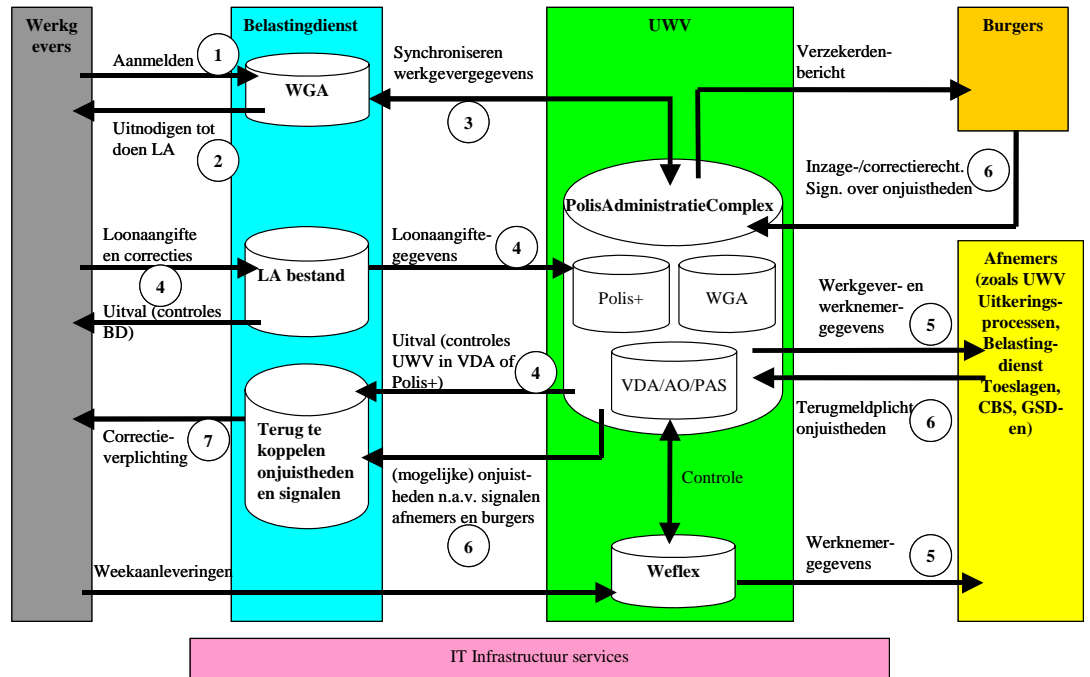 Werkg
evers
Belastingdienst
UWV
Burgers
Aanmelden
1
WGA
Synchroniseren
werkgevergegevens
3
Verzekerden-
bericht
Uitnodigen tot
doen LA
2
Inzage-/correctierecht.
Sign. over onjuistheden
6
PolisAdministratieComplex
Loonaangifte
en correcties
4
LA bestand
Loonaangifte-
gegevens
4
Polis+
WGA
Uitval (controles
BD)
Werkgever- en
werknemer-
gegevens
5
Afnemers
(zoals UWV
Uitkerings-
processen,
Belasting-
dienst
Toeslagen,
CBS, GSD-
en)
Uitval (controles
UWV in VDA of
Polis+)
4
VDA/AO/PAS
Terugmeldplicht
onjuistheden
6
Correctie-
verplichting
7
Terug te
koppelen
onjuistheden
en signalen
(mogelijke) onjuist-
heden n.a.v. signalen
afnemers en burgers
6
Controle
Weekaanleveringen
Weflex
Werknemer-
gegevens
5
IT Infrastructuur services